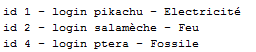 id 1 - login pikachu - Electricité
id 2 - login salamèche - Feu
id 4 - login ptera - Fossile